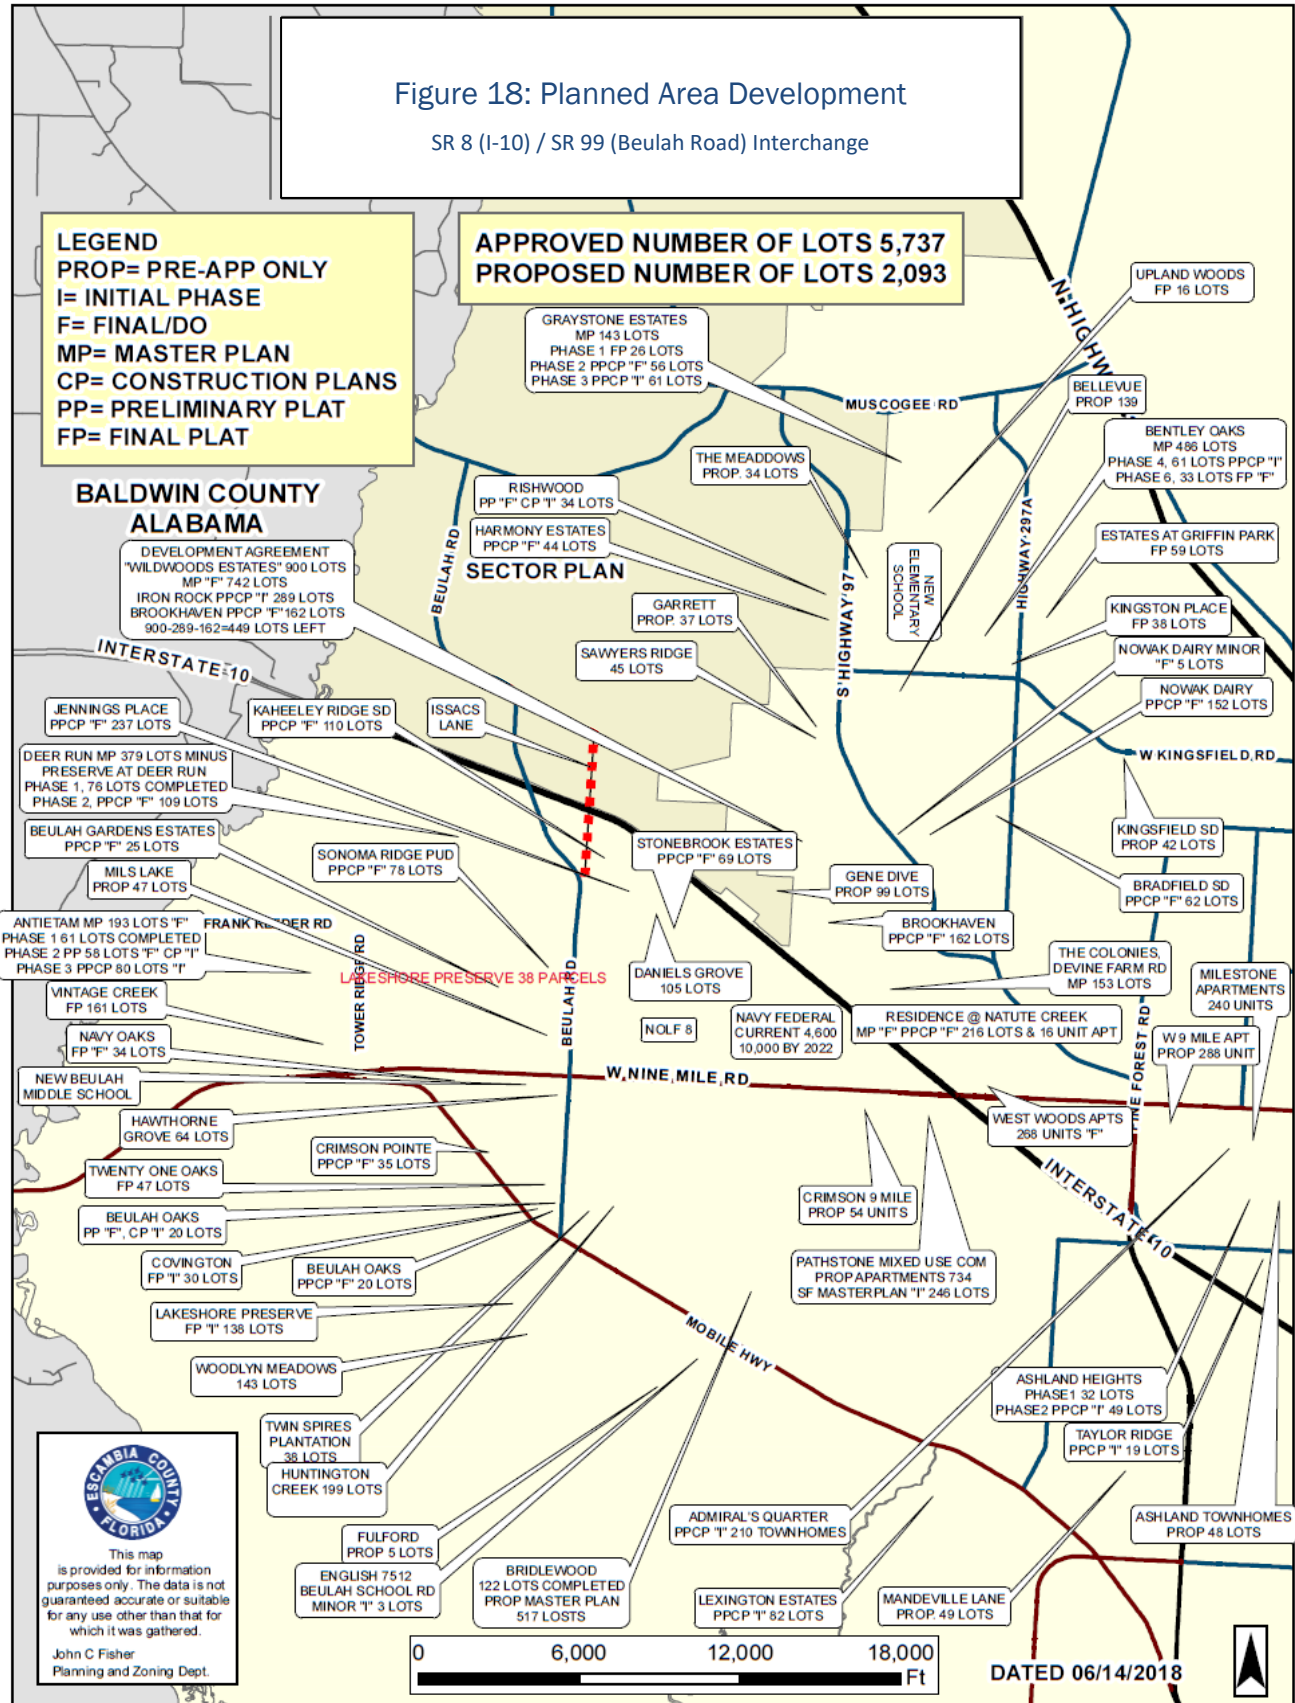 Figure 18: Planned Area Development
SR 8 (I-10) / SR 99 (Beulah Road) Interchange
LEGEND
PROP= PRE-APP ONLY
I= INITIAL PHASE
F= FINAL/DO
MP= MASTER PLAN
CP= CONSTRUCTION PLANS
PP= PRELIMINARY PLAT
FP= FINAL PLAT
APPROVED NUMBER OF LOTS 5,737
PROPOSED NUMBER OF LOTS 2,093
UPLAND WOODS
FP 16 LOTS
N HIGHW
GRAYSTONE ESTATES
MP 143 LOTS
PHASE 1 FP 26 LOTS
PHASE 2 PPCP "F" 56 LOTS
PHASE 3 PPCP "I" 61 LOTS
MUSCOGEE RD
BELLEVUE
PROP 139
BENTLEY OAKS
MP 486 LOTS
PHASE 4, 61 LOTS PPCP "I"
PHASE 6, 33 LOTS FP "F"
THE MEADDOWS
PROP. 34 LOTS
BALDWIN COUNTY
ALABAMA
RISHWOOD
PP "F" CP "I" 34 LOTS
HARMONY ESTATES
PPCP "F" 44 LOTS
BEULAH RD
SECTOR PLAN
HIGHWAY 297A
ESTATES AT GRIFFIN PARK
FP 59 LOTS
DEVELOPMENT AGREEMENT
"WILDWOODS ESTATES" 900 LOTS
MP "F" 742 LOTS
IRON ROCK PPCP "I" 289 LOTS
BROOKHAVEN PPCP "F"162 LOTS
900-289-162=449 LOTS LEFT
NEW
ELEMENTARY
SCHOOL
S HIGHWAY 97
GARRETT
PROP. 37 LOTS
KINGSTON PLACE
FP 38 LOTS
SAWYERS RIDGE
45 LOTS
NOWAK DAIRY MINOR
"F" 5 LOTS
INTERSTATE 10
NOWAK DAIRY
PPCP "F" 152 LOTS
JENNINGS PLACE
PPCP "F" 237 LOTS
KAHEELEY RIDGE SD
PPCP "F" 110 LOTS
ISSACS
LANE
W KINGSFIELD RD
DEER RUN MP 379 LOTS MINUS
PRESERVE AT DEER RUN
PHASE 1, 76 LOTS COMPLETED
PHASE 2, PPCP "F" 109 LOTS
BEULAH GARDENS ESTATES
PPCP "F" 25 LOTS
SONOMA RIDGE PUD
PPCP "F" 78 LOTS
STONEBROOK ESTATES
PPCP "F" 69 LOTS
KINGSFIELD SD
PROP 42 LOTS
MILS LAKE
PROP 47 LOTS
GENE DIVE
PROP 99 LOTS
BRADFIELD SD
PPCP "F" 62 LOTS
ANTIETAM MP 193 LOTS "F"
PHASE 1 61 LOTS COMPLETED
PHASE 2 PP 58 LOTS "F" CP "I"
PHASE 3 PPCP 80 LOTS "I"
FRANK REEDER RD
BROOKHAVEN
PPCP "F" 162 LOTS
TOWER RIDGE RD
LAKESHORE PRESERVE 38 PARCELS
BEULAH RD
DANIELS GROVE
105 LOTS
THE COLONIES,
DEVINE FARM RD
MP 153 LOTS
MILESTONE
APARTMENTS
240 UNITS
VINTAGE CREEK
FP 161 LOTS
NOLF 8
NAVY FEDERAL
CURRENT 4,600
10,000 BY 2022
RESIDENCE @ NATUTE CREEK
MP "F" PPCP "F" 216 LOTS & 16 UNIT APT
PINE FOREST RD
W 9 MILE APT
PROP 288 UNIT
NAVY OAKS
FP "F" 34 LOTS
NEW BEULAH
MIDDLE SCHOOL
W NINE MILE RD
HAWTHORNE
GROVE 64 LOTS
WEST WOODS APTS
268 UNITS "F"
CRIMSON POINTE
PPCP "F" 35 LOTS
TWENTY ONE OAKS
FP 47 LOTS
CRIMSON 9 MILE
PROP 54 UNITS
INTERSTATE 10
BEULAH OAKS
PP "F", CP "I" 20 LOTS
COVINGTON
FP "I" 30 LOTS
BEULAH OAKS
PPCP "F" 20 LOTS
PATHSTONE MIXED USE COM
PROP APARTMENTS 734
SF MASTERPLAN "I" 246 LOTS
LAKESHORE PRESERVE
FP "I" 138 LOTS
MOBILE HWY
WOODLYN MEADOWS
143 LOTS
ASHLAND HEIGHTS
PHASE1 32 LOTS
PHASE2 PPCP "I" 49 LOTS
TWIN SPIRES
PLANTATION
38 LOTS
TAYLOR RIDGE
PPCP "I" 19 LOTS
HUNTINGTON
CREEK 199 LOTS
ESCAMBIA COUNTY
FLORIDA
ADMIRAL'S QUARTER
PPCP "I" 210 TOWNHOMES
ASHLAND TOWNHOMES
PROP 48 LOTS
FULFORD
PROP 5 LOTS
This map
is provided for information
purposes only. The data is not
guaranteed accurate or suitable
for any use other than that for
which it was gathered.
John C Fisher
Planning and Zoning Dept.
ENGLISH 7512
BEULAH SCHOOL RD
MINOR "I" 3 LOTS
BRIDLEWOOD
122 LOTS COMPLETED
PROP MASTER PLAN
517 LOSTS
LEXINGTON ESTATES
PPCP "I" 82 LOTS
MANDEVILLE LANE
PROP. 49 LOTS
0 6,000 12,000 18,000
Ft
DATED 06/14/2018